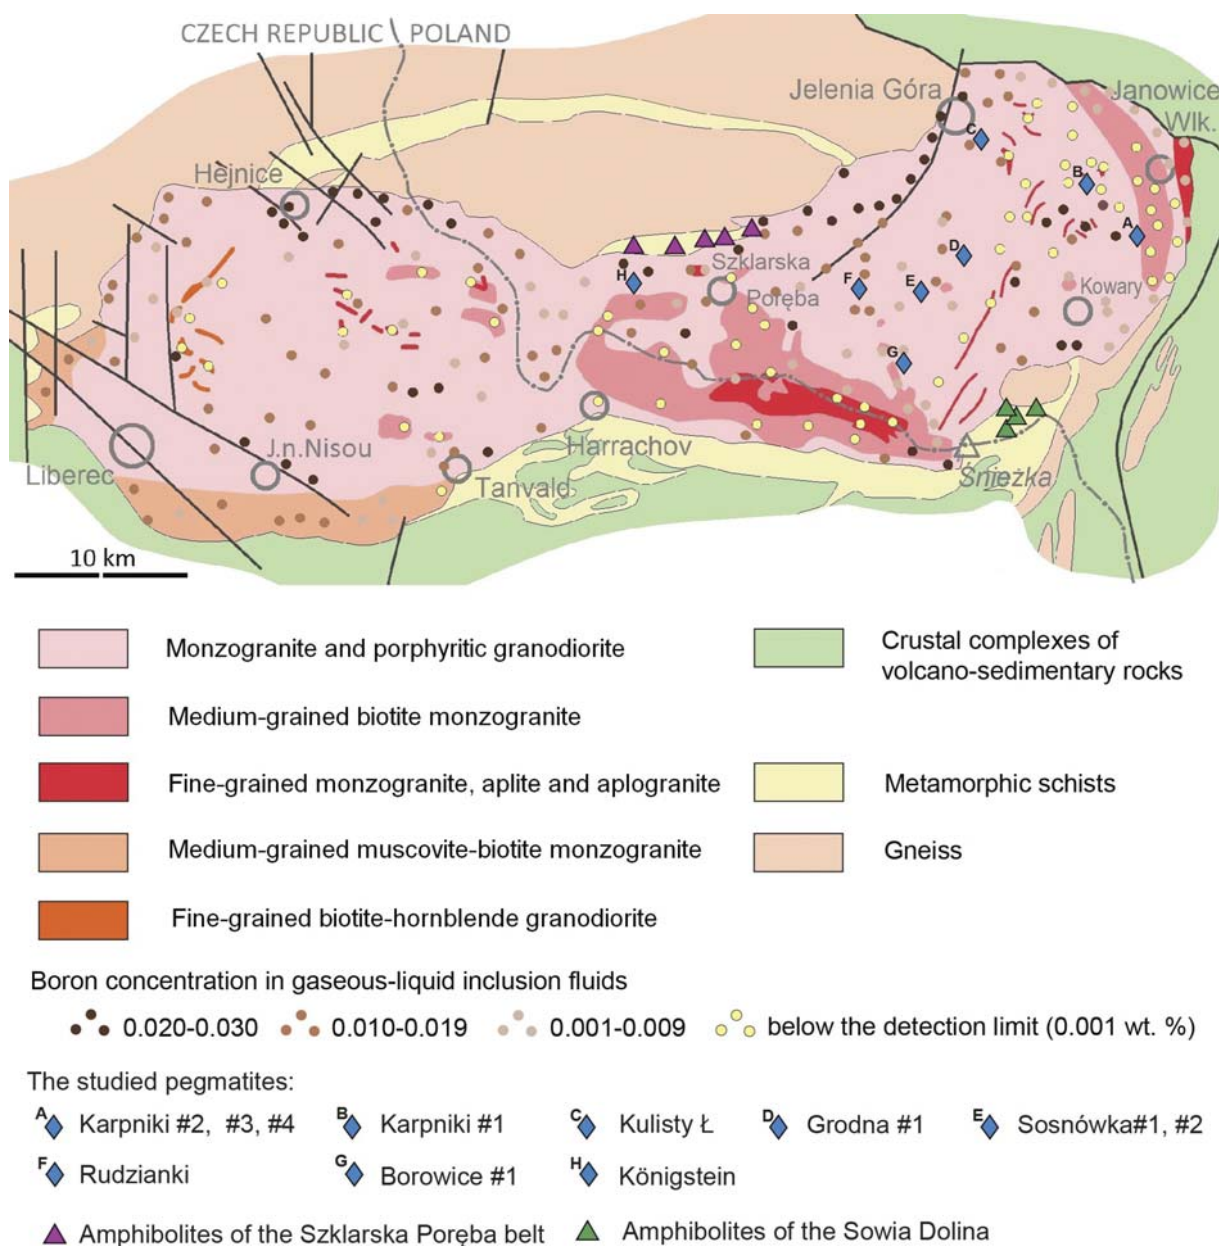 CZECH REPUBLIC POLAND
Jelenia Góra
Janowice
Wlk.
C
Hejnice
B
A
D
H
Szklarska
Poręba
F
E
Kowary
G
Liberec
J.n.Nisou
Tanvald
Harrachov
Śnieżka
10 km
Monzogranite and porphyritic granodiorite
Crustal complexes of
volcano-sedimentary rocks
Medium-grained biotite monzogranite
Fine-grained monzogranite, aplite and aplogranite
Metamorphic schists
Medium-grained muscovite-biotite monzogranite
Gneiss
Fine-grained biotite-hornblende granodiorite
Boron concentration in gaseous-liquid inclusion fluids
0.020-0.030 0.010-0.019 0.001-0.009 below the detection limit (0.001 wt. %)
The studied pegmatites:
A Karpniki #2, #3, #4 B Karpniki #1 C Kulisty Ł D Grodna #1 E Sosnówka#1, #2
F Rudzianki G Borowice #1 H Königstein
Amphibolites of the Szklarska Poręba belt Amphibolites of the Sowia Dolina